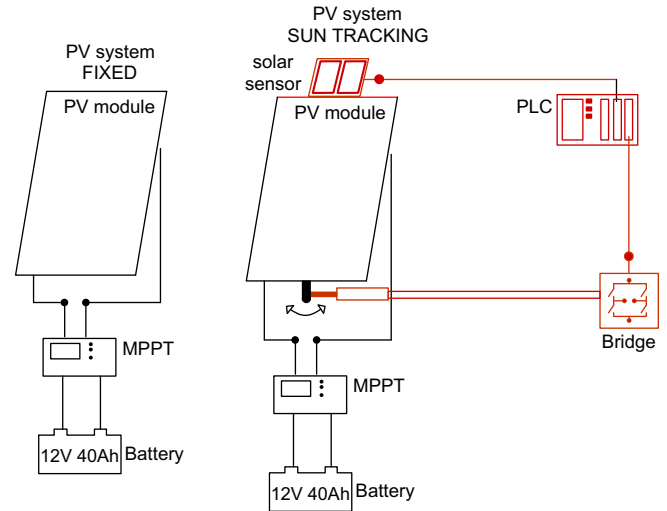 PV system
FIXED
PV module
MPPT
12V 40Ah
Battery
PV system
SUN TRACKING
solar
sensor
PV module
PLC
Bridge
MPPT
12V 40Ah
Battery